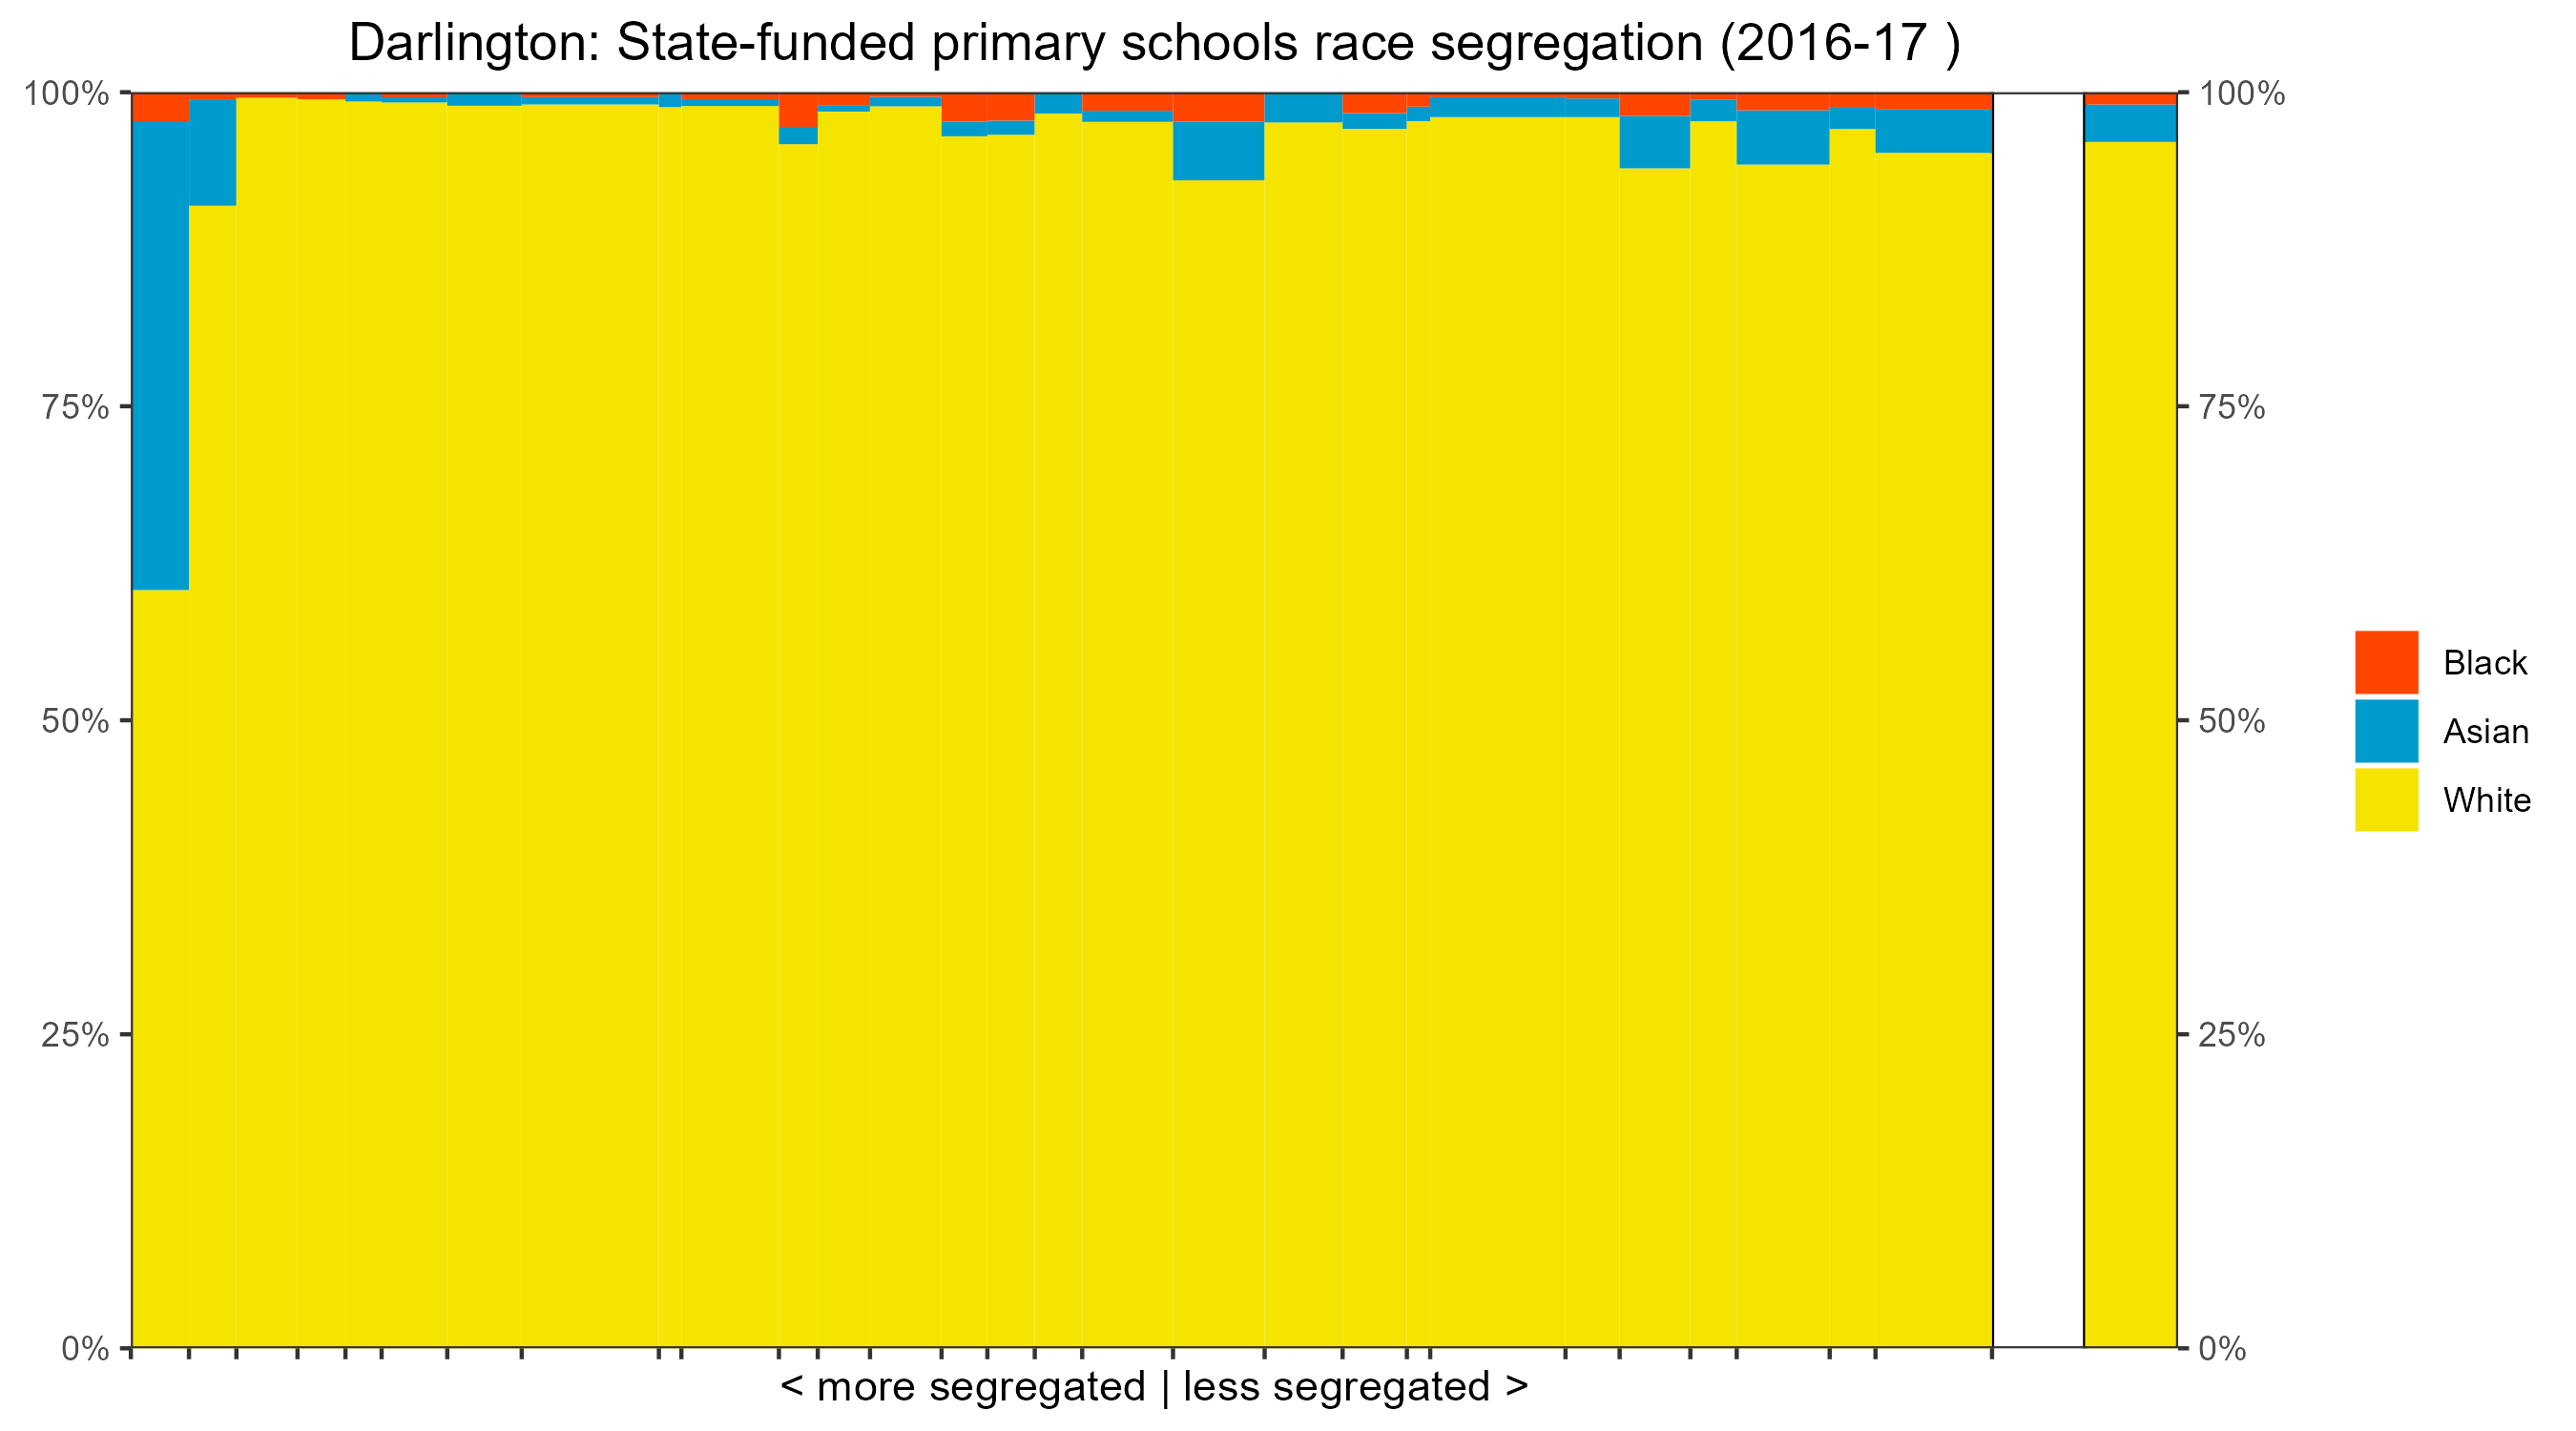 Darlington: State-funded primary schools race segregation (2016-17 )
100%
100%
75%
75%
Black
50%
50%
Asian
White
25%
25%
0%
0%
< more segregated | less segregated >